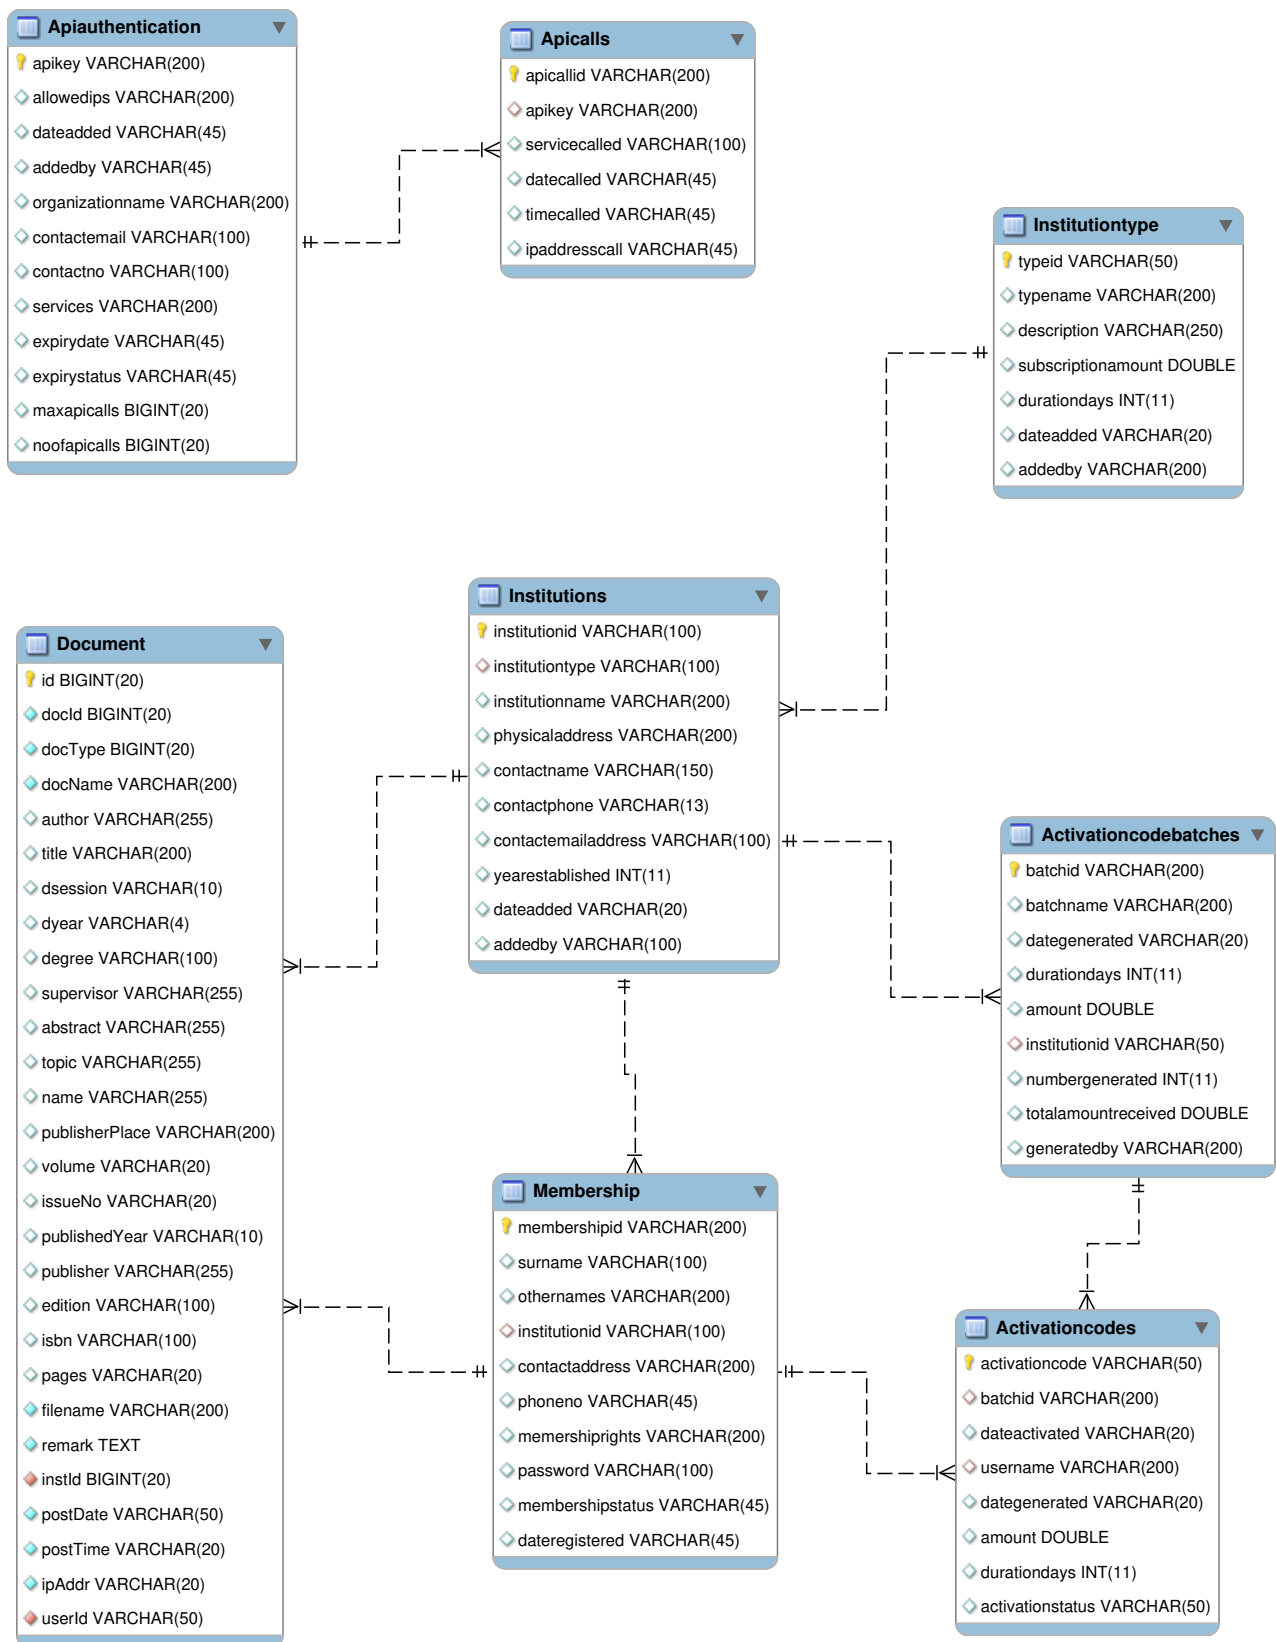 Apiauthentication
apikey VARCHAR(200)
allowedips VARCHAR(200)
dateadded VARCHAR(45)
addedby VARCHAR(45)
organizationname VARCHAR(200)
contactemail VARCHAR(100)
contactno VARCHAR(100)
services VARCHAR(200)
expirydate VARCHAR(45)
expirystatus VARCHAR(45)
maxapicalls BIGINT(20)
noofapicalls BIGINT(20)
Apicalls
apicallid VARCHAR(200)
apikey VARCHAR(200)
servicecalled VARCHAR(100)
datecalled VARCHAR(45)
timecalled VARCHAR(45)
ipaddresscall VARCHAR(45)
Institutiontype
typeid VARCHAR(50)
typename VARCHAR(200)
description VARCHAR(250)
subscriptionamount DOUBLE
durationdays INT(11)
dateadded VARCHAR(20)
addedby VARCHAR(200)
Institutions
institutionid VARCHAR(100)
institutiontype VARCHAR(100)
institutionname VARCHAR(200)
physicaladdress VARCHAR(200)
contactname VARCHAR(150)
contactphone VARCHAR(13)
contactemailaddress VARCHAR(100)
yearestablished INT(11)
dateadded VARCHAR(20)
addedby VARCHAR(100)
Document
id BIGINT(20)
docId BIGINT(20)
docType BIGINT(20)
docName VARCHAR(200)
author VARCHAR(255)
title VARCHAR(200)
dsession VARCHAR(10)
dyear VARCHAR(4)
degree VARCHAR(100)
supervisor VARCHAR(255)
abstract VARCHAR(255)
topic VARCHAR(255)
name VARCHAR(255)
publisherPlace VARCHAR(200)
volume VARCHAR(20)
issueNo VARCHAR(20)
publishedYear VARCHAR(10)
publisher VARCHAR(255)
edition VARCHAR(100)
isbn VARCHAR(100)
pages VARCHAR(20)
filename VARCHAR(200)
remark TEXT
instId BIGINT(20)
postDate VARCHAR(50)
postTime VARCHAR(20)
ipAddr VARCHAR(20)
userId VARCHAR(50)
Activationcodebatches
batchid VARCHAR(200)
batchname VARCHAR(200)
dategenerated VARCHAR(20)
durationdays INT(11)
amount DOUBLE
institutionid VARCHAR(50)
numbergenerated INT(11)
totalamountreceived DOUBLE
generatedby VARCHAR(200)
Membership
membershipid VARCHAR(200)
surname VARCHAR(100)
othernames VARCHAR(200)
institutionid VARCHAR(100)
contactaddress VARCHAR(200)
phoneno VARCHAR(45)
memershiprights VARCHAR(200)
password VARCHAR(100)
membershipstatus VARCHAR(45)
dateregistered VARCHAR(45)
Activationcodes
activationcode VARCHAR(50)
batchid VARCHAR(200)
dateactivated VARCHAR(20)
username VARCHAR(200)
dategenerated VARCHAR(20)
amount DOUBLE
durationdays INT(11)
activationstatus VARCHAR(50)